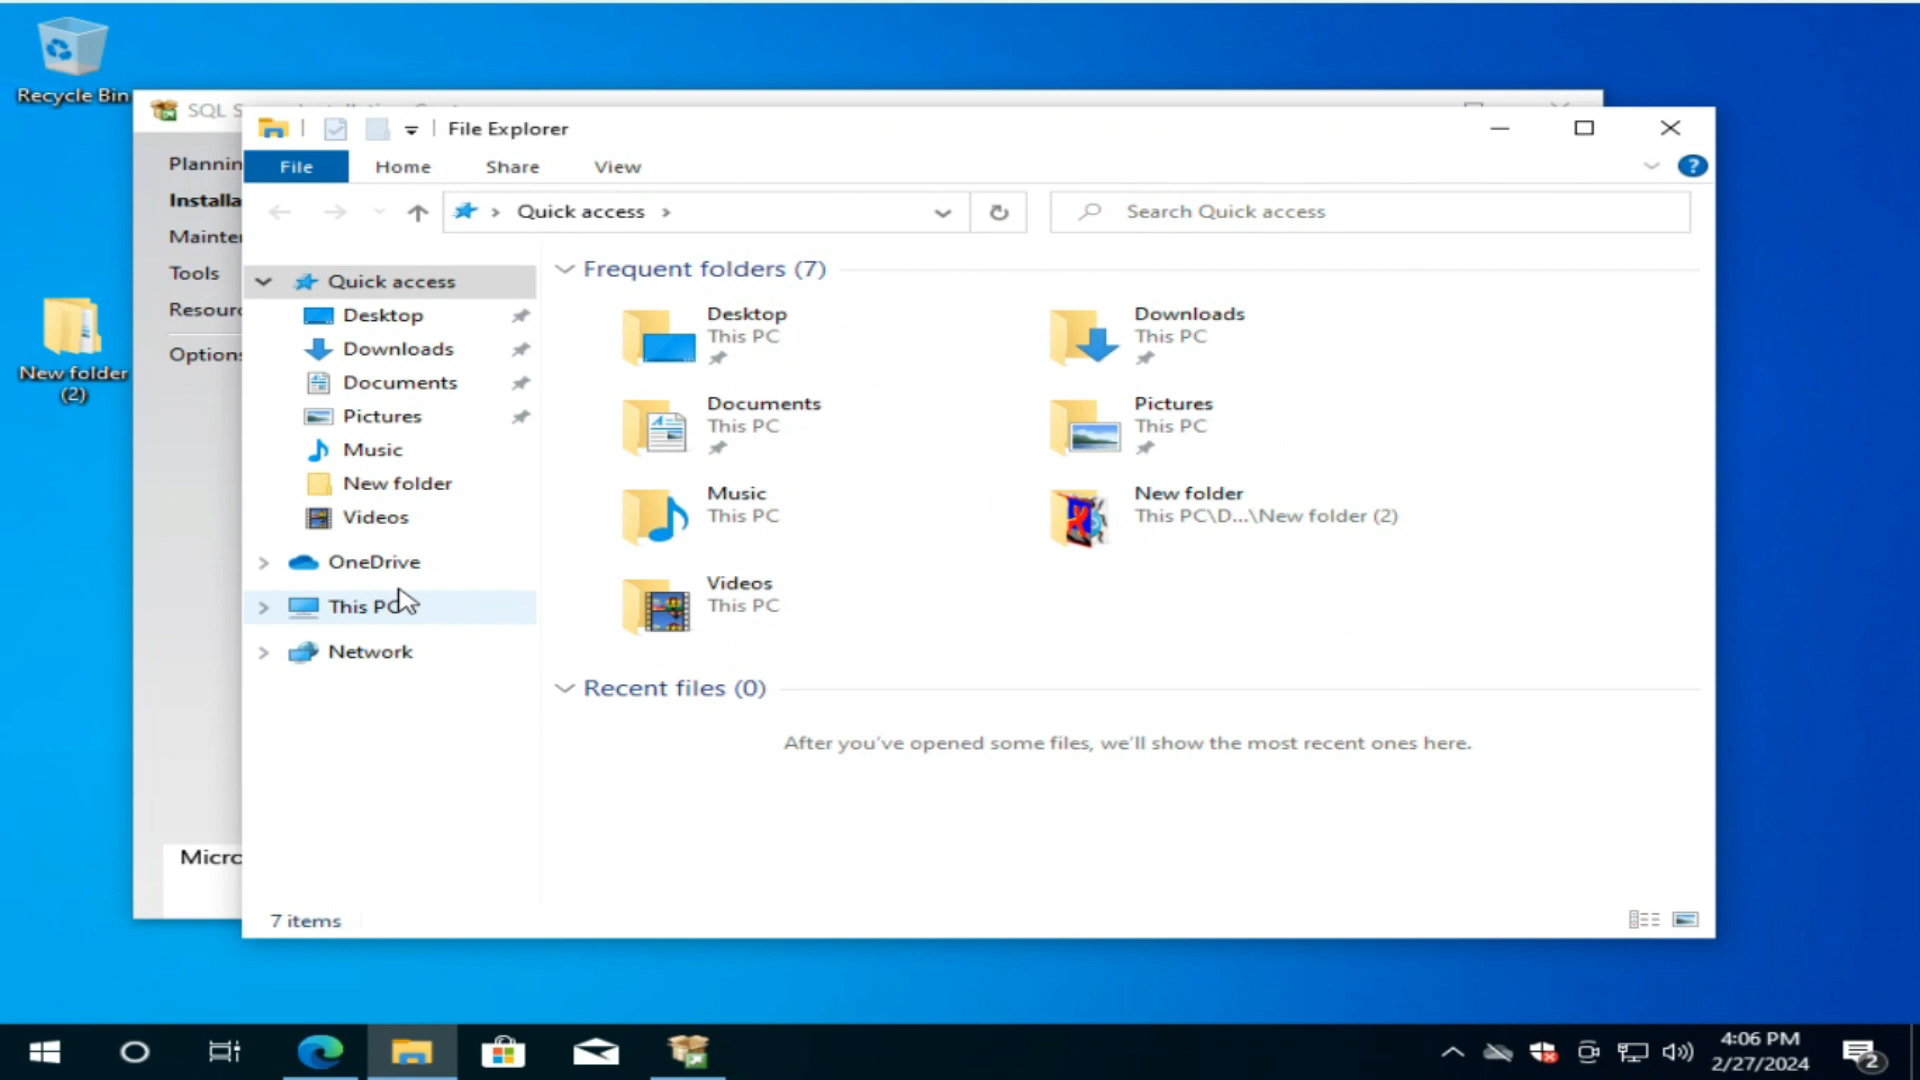 Recycle Bin
New folder
(2)
SQL S
Plannin
Installa
Mainte
Tools
Resour
Options
Micro
File Explorer
File Home Share View
Quick access
Search Quick access
Quick access
Desktop
Downloads
Documents
Pictures
Music
New folder
Videos
OneDrive
This PC
Network
Frequent folders (7)
Desktop
This PC
Downloads
This PC
Documents
This PC
Pictures
This PC
Music
This PC
New folder
This PC\D...\New folder (2)
Videos
This PC
Recent files (0)
After you've opened some files, we'll show the most recent ones here.
7 items
4:06 PM
2/27/2024
2